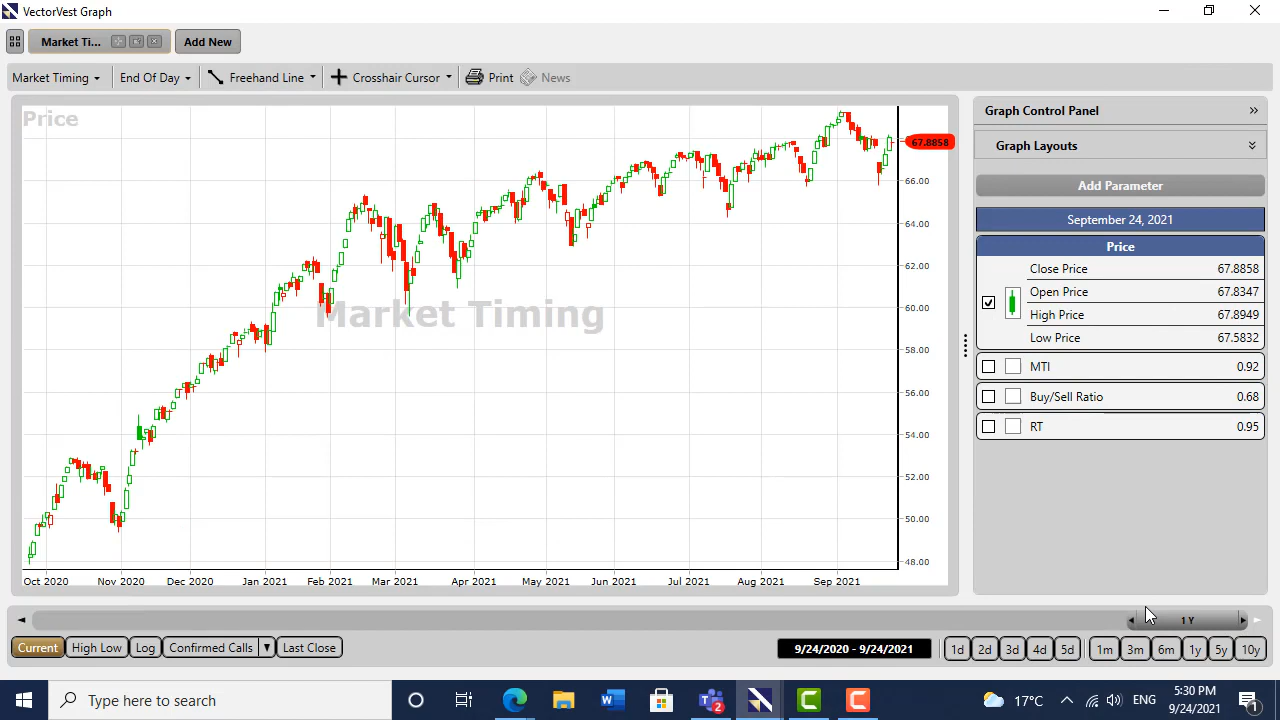 VectorVest Graph
Market Ti...
Add New
Market Timing
End Of Day
Freehand Line
Crosshair Cursor
Print
News
Price
Market Timing
67.8858
66.00
64.00
62.00
60.00
58.00
56.00
54.00
52.00
50.00
48.00
Oct 2020 Nov 2020 Dec 2020 Jan 2021 Feb 2021 Mar 2021 Apr 2021 May 2021 Jun 2021 Jul 2021 Aug 2021 Sep 2021
Graph Control Panel
Graph Layouts
Add Parameter
September 24, 2021
Price
Close Price 67.8858
Open Price 67.8347
High Price 67.8949
Low Price 67.5832
MTI 0.92
Buy/Sell Ratio 0.68
RT 0.95
1 Y
Current High Low Log Confirmed Calls Last Close
9/24/2020 - 9/24/2021
1d 2d 3d 4d 5d 1m 3m 6m 1y 5y 10y
Type here to search
2
17°C
ENG
5:30 PM
9/24/2021
1